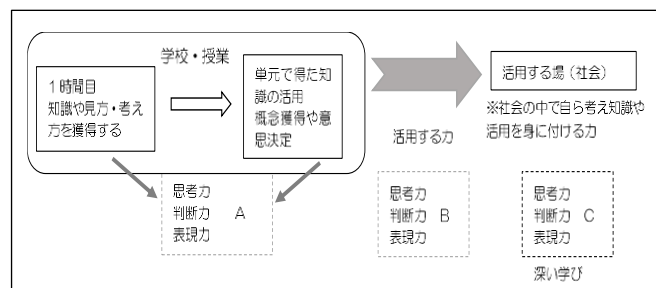 学校・授業
1時間目
知識や見方・考え
方を獲得する
単元で得た知
識の活用
概念獲得や意
思決定
活用する力
活用する場（社会）
※社会の中で自ら考え知識や
活用を身に付ける力
思考力
判断力 A
表現力
思考力
判断力 B
表現力
思考力
判断力 C
表現力
深い学び